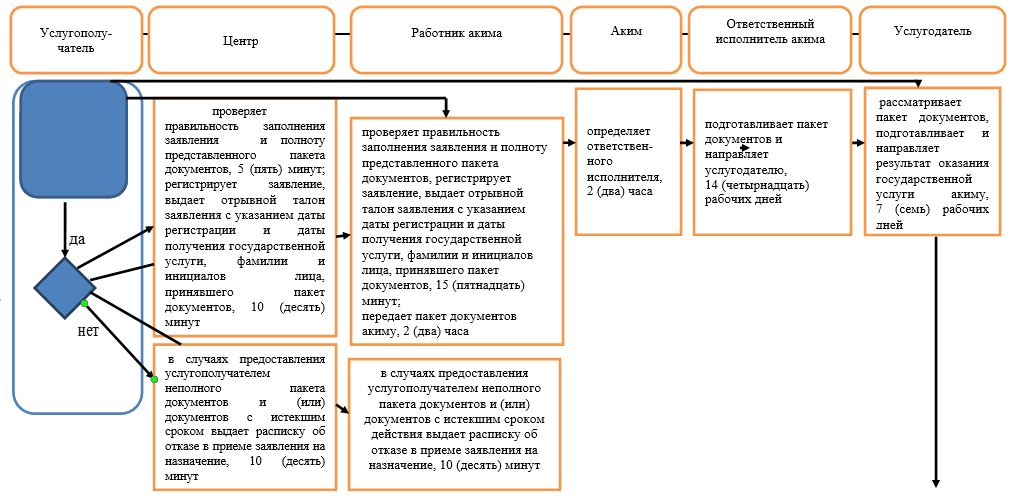 Услугополу-
чатель
Центр
Работник акима
Аким
Ответственный
исполнитель акима
Услугодатель
проверяет
правильность заполнения
заявления и полноту
представленного пакета
документов, 5 (пять) минут;
регистрирует заявление,
выдает отрывной талон
заявления с указанием даты
регистрации и даты
получения государственной
услуги, фамилии и
инициалов лица,
принявшего пакет
документов, 10 (десять)
минут
проверяет правильность
заполнения заявления и полноту
представленного пакета
документов, регистрирует
заявление, выдает отрывной
талон заявления с указанием
даты регистрации и даты
получения государственной
услуги, фамилии и инициалов
лица, принявшего пакет
документов, 15 (пятнадцать)
минут;
передает пакет документов
акиму, 2 (два) часа
определяет
ответствен-
ного
исполнителя,
2 (два) часа
подготавливает пакет
документов и
направляет
услугодателю,
14 (четырнадцать)
рабочих дней
рассматривает
пакет документов,
подготавливает и
направляет
результат оказания
государственной
услуги акиму,
7 (семь) рабочих
дней
да
нет
в случаях предоставления
услугополучателем
неполного пакета
документов и (или)
документов с истекшим
сроком выдает расписку об
отказе в приеме заявления на
назначение, 10 (десять)
минут
в случаях предоставления
услугополучателем неполного
пакета документов и (или)
документов с истекшим сроком
действия выдает расписку об
отказе в приеме заявления на
назначение, 10 (десять) минут